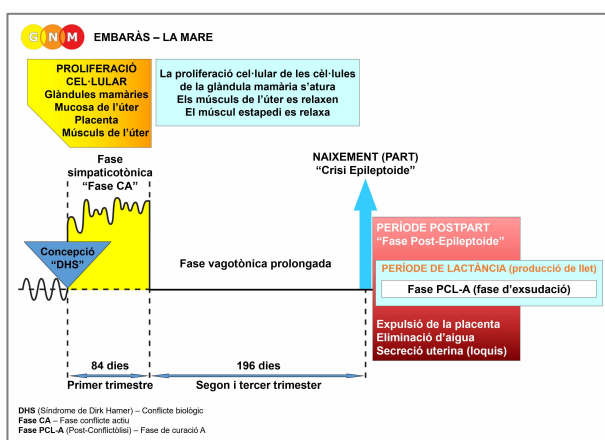 GNM
EMBARÀS – LA MARE
PROLIFERACIÓ
CEL·LULAR
Glàndules mamàries
Mucosa de l'úter
Placenta
Músculs de l'úter
La proliferació cel·lular de les cèl·lules
de la glàndula mamària s'atura
Els músculs de l'úter es relaxen
El múscul estapedi es relaxa
Fase
simpaticotònica
"Fase CA"
NAIXEMENT (PART)
"Crisi Epileptoide"
Concepció
"DHS"
Fase vagotònica prolongada
PERÍODE POSTPART
"Fase Post-Epileptoide"
PERÍODE DE LACTÀNCIA (producció de llet)
Fase PCL-A (fase d'exsudació)
Expulsió de la placenta
Eliminació d'aigua
Secreció uterina (loquis)
84 dies
196 dies
Primer trimestre
Segon i tercer trimester
DHS (Síndrome de Dirk Hamer) – Conflicte biològic
Fase CA – Fase conflicte actiu
Fase PCL-A (Post-Conflictòlisi) – Fase de curació A